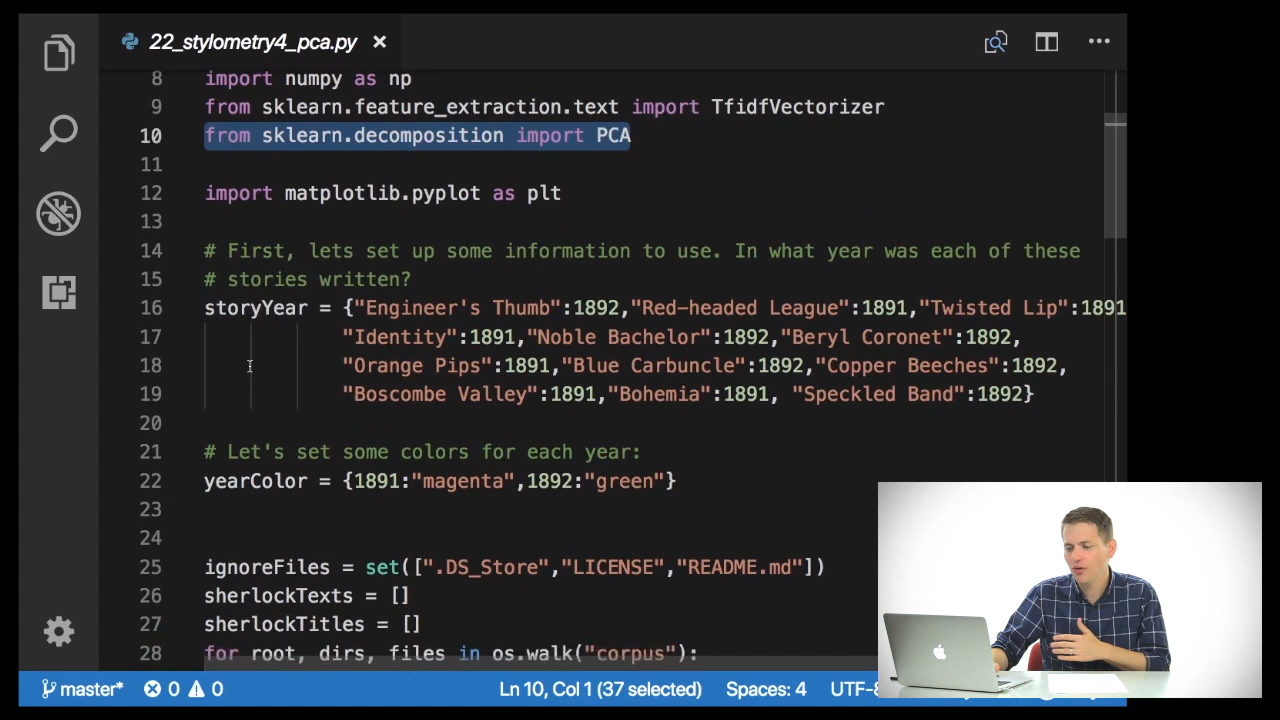 22_stylometry4_pca.py
8 import numpy as np
9 from sklearn.feature_extraction.text import TfidfVectorizer
10 from sklearn.decomposition import PCA
11
12 import matplotlib.pyplot as plt
13
14 # First, lets set up some information to use. In what year was each of these
15 # stories written?
16 storyYear = {"Engineer's Thumb":1892,"Red-headed League":1891,"Twisted Lip":1891
17 "Identity":1891,"Noble Bachelor":1892,"Beryl Coronet":1892,
18 "Orange Pips":1891,"Blue Carbuncle":1892,"Copper Beeches":1892,
19 "Boscombe Valley":1891,"Bohemia":1891, "Speckled Band":1892}
20
21 # Let's set some colors for each year:
22 yearColor = {1891:"magenta",1892:"green"}
23
24
25 ignoreFiles = set([".DS_Store","LICENSE","README.md"])
26 sherlockTexts = []
27 sherlockTitles = []
28 for root, dirs, files in os.walk("corpus"):
master* 0 0 Ln 10, Col 1 (37 selected) Spaces: 4 UTF-8